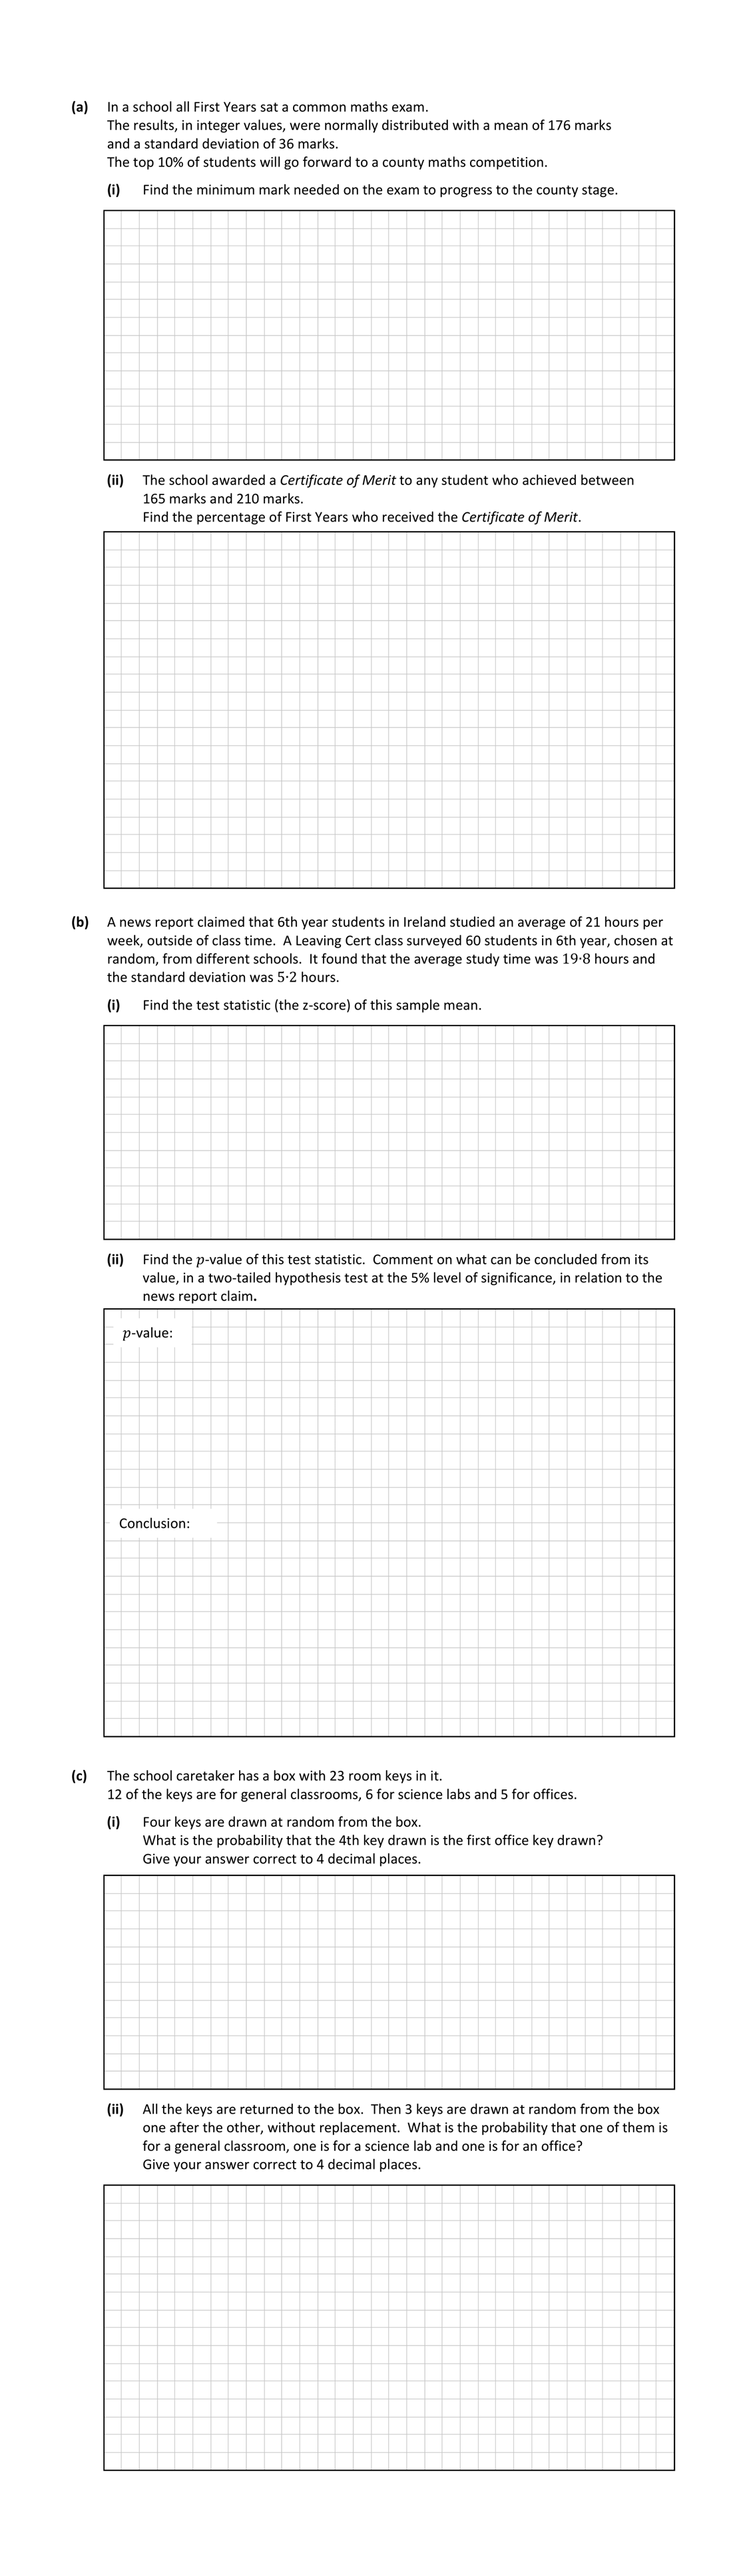 (a) In a school all First Years sat a common maths exam.
The results, in integer values, were normally distributed with a mean of 176 marks
and a standard deviation of 36 marks.
The top 10% of students will go forward to a county maths competition.
(i) Find the minimum mark needed on the exam to progress to the county stage.
(ii) The school awarded a Certificate of Merit to any student who achieved between
165 marks and 210 marks.
Find the percentage of First Years who received the Certificate of Merit.
(b) A news report claimed that 6th year students in Ireland studied an average of 21 hours per
week, outside of class time. A Leaving Cert class surveyed 60 students in 6th year, chosen at
random, from different schools. It found that the average study time was 19·8 hours and
the standard deviation was 5·2 hours.
(i) Find the test statistic (the z-score) of this sample mean.
(ii) Find the p-value of this test statistic. Comment on what can be concluded from its
value, in a two-tailed hypothesis test at the 5% level of significance, in relation to the
news report claim.
p-value:
Conclusion:
(c) The school caretaker has a box with 23 room keys in it.
12 of the keys are for general classrooms, 6 for science labs and 5 for offices.
(i) Four keys are drawn at random from the box.
What is the probability that the 4th key drawn is the first office key drawn?
Give your answer correct to 4 decimal places.
(ii) All the keys are returned to the box. Then 3 keys are drawn at random from the box
one after the other, without replacement. What is the probability that one of them is
for a general classroom, one is for a science lab and one is for an office?
Give your answer correct to 4 decimal places.